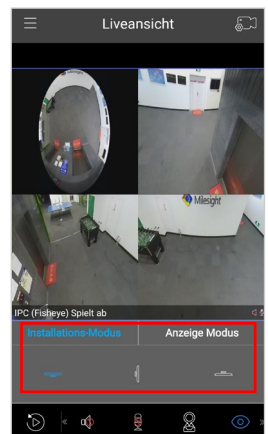 Liveansicht
Milesight
IPC (Fisheye) Spielt ab
Installations-Modus
Anzeige Modus